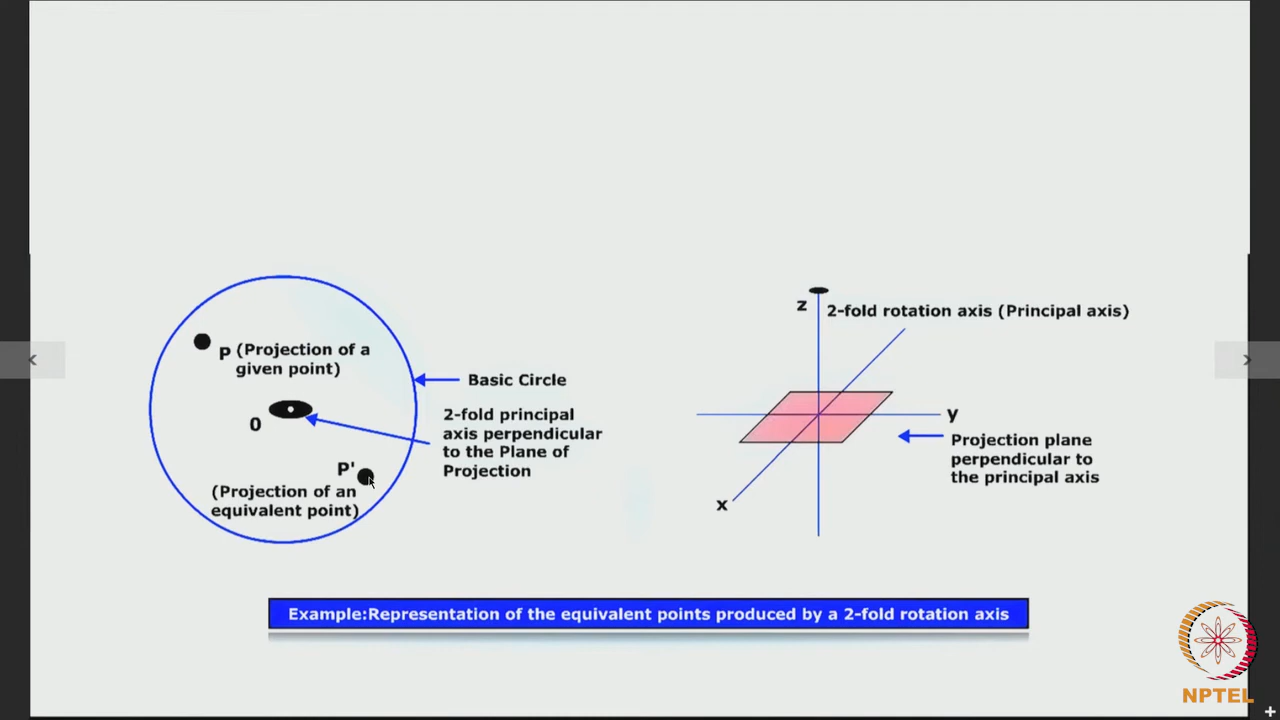 P (Projection of a
given point)
0
P'
(Projection of an
equivalent point)
Basic Circle
2-fold principal
axis perpendicular
to the Plane of
Projection
z
2-fold rotation axis (Principal axis)
y
Projection plane
perpendicular to
the principal axis
x
Example:Representation of the equivalent points produced by a 2-fold rotation axis
NPTEL